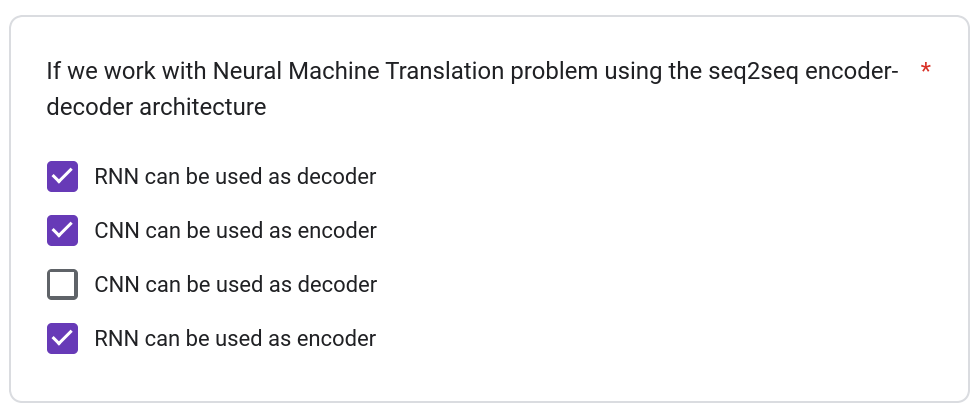 If we work with Neural Machine Translation problem using the seq2seq encoder- *
decoder architecture
RNN can be used as decoder
CNN can be used as encoder
CNN can be used as decoder
RNN can be used as encoder